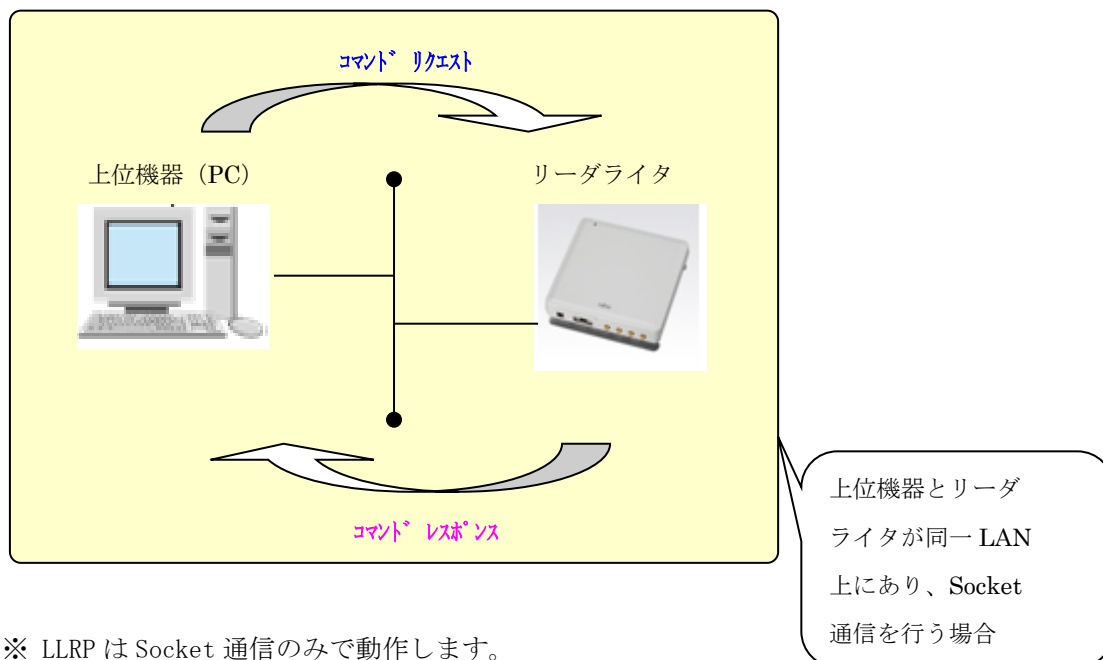 ｺﾏﾝﾄﾞ ﾘｸｴｽﾄ
上位機器（PC）
リーダライタ
ｺﾏﾝﾄﾞ ﾚｽﾎﾟﾝｽ
上位機器とリーダ
ライタが同一 LAN
上にあり、Socket
通信を行う場合
※ LLRP は Socket 通信のみで動作します。